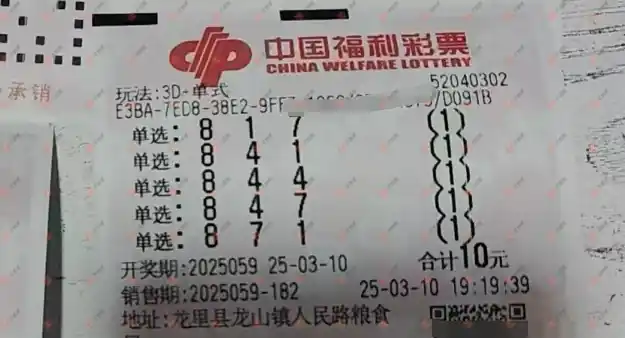 中国福利彩票
CHINA WELFARE LOTTERY
承销
玩法:3D-单式 52040302
E3BA-7ED8-38E2-9FF 7D091B
单选: 8 1 7 (1)
单选: 8 4 1 (1)
单选: 8 4 4 (1)
单选: 8 4 7 (1)
单选: 8 7 1 (1)
开奖期:2025059 25-03-10 合计10元
销售期:2025059-182 25-03-10 19:19:39
地址:龙里县龙山镇人民路粮食